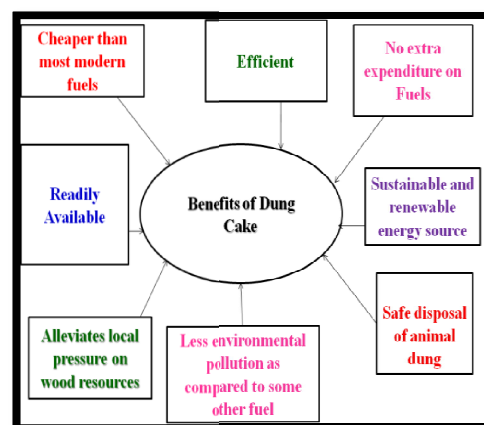 Cheaper than
most modern
fuels
Efficient
No extra
expenditure on
Fuels
Readily
Available
Benefits of Dung
Cake
Sustainable and
renewable
energy source
Alleviates local
pressure on
wood resources
Less environmental
pollution as
compared to some
other fuel
Safe disposal
of animal
dung